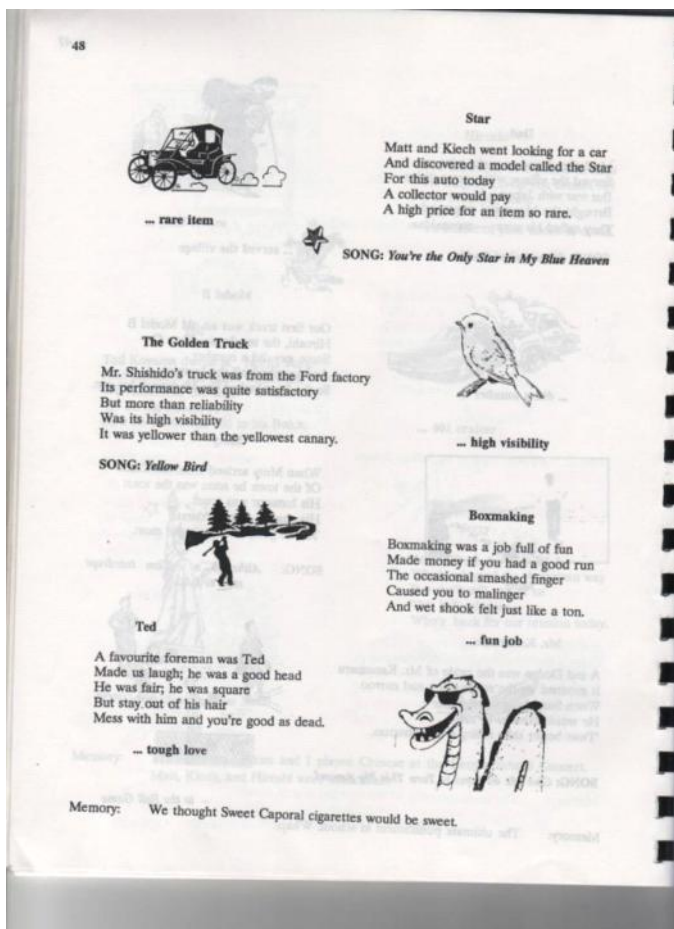 48
Star
Matt and Kiech went looking for a car
And discovered a model called the Star
For this auto today
A collector would pay
A high price for an item so rare.
... rare item
SONG: You're the Only Star in My Blue Heaven
The Golden Truck
Mr. Shishido's truck was from the Ford factory
Its performance was quite satisfactory
But more than reliability
Was its high visibility
It was yellower than the yellowest canary.
... high visibility
SONG: Yellow Bird
Boxmaking
Boxmaking was a job full of fun
Made money if you had a good run
The occasional smashed finger
Caused you to malinger
And wet shook felt just like a ton.
... fun job
Ted
A favourite foreman was Ted
Made us laugh; he was a good head
He was fair; he was square
But stay out of his hair
Mess with him and you're good as dead.
... tough love
Memory: We thought Sweet Caporal cigarettes would be sweet.